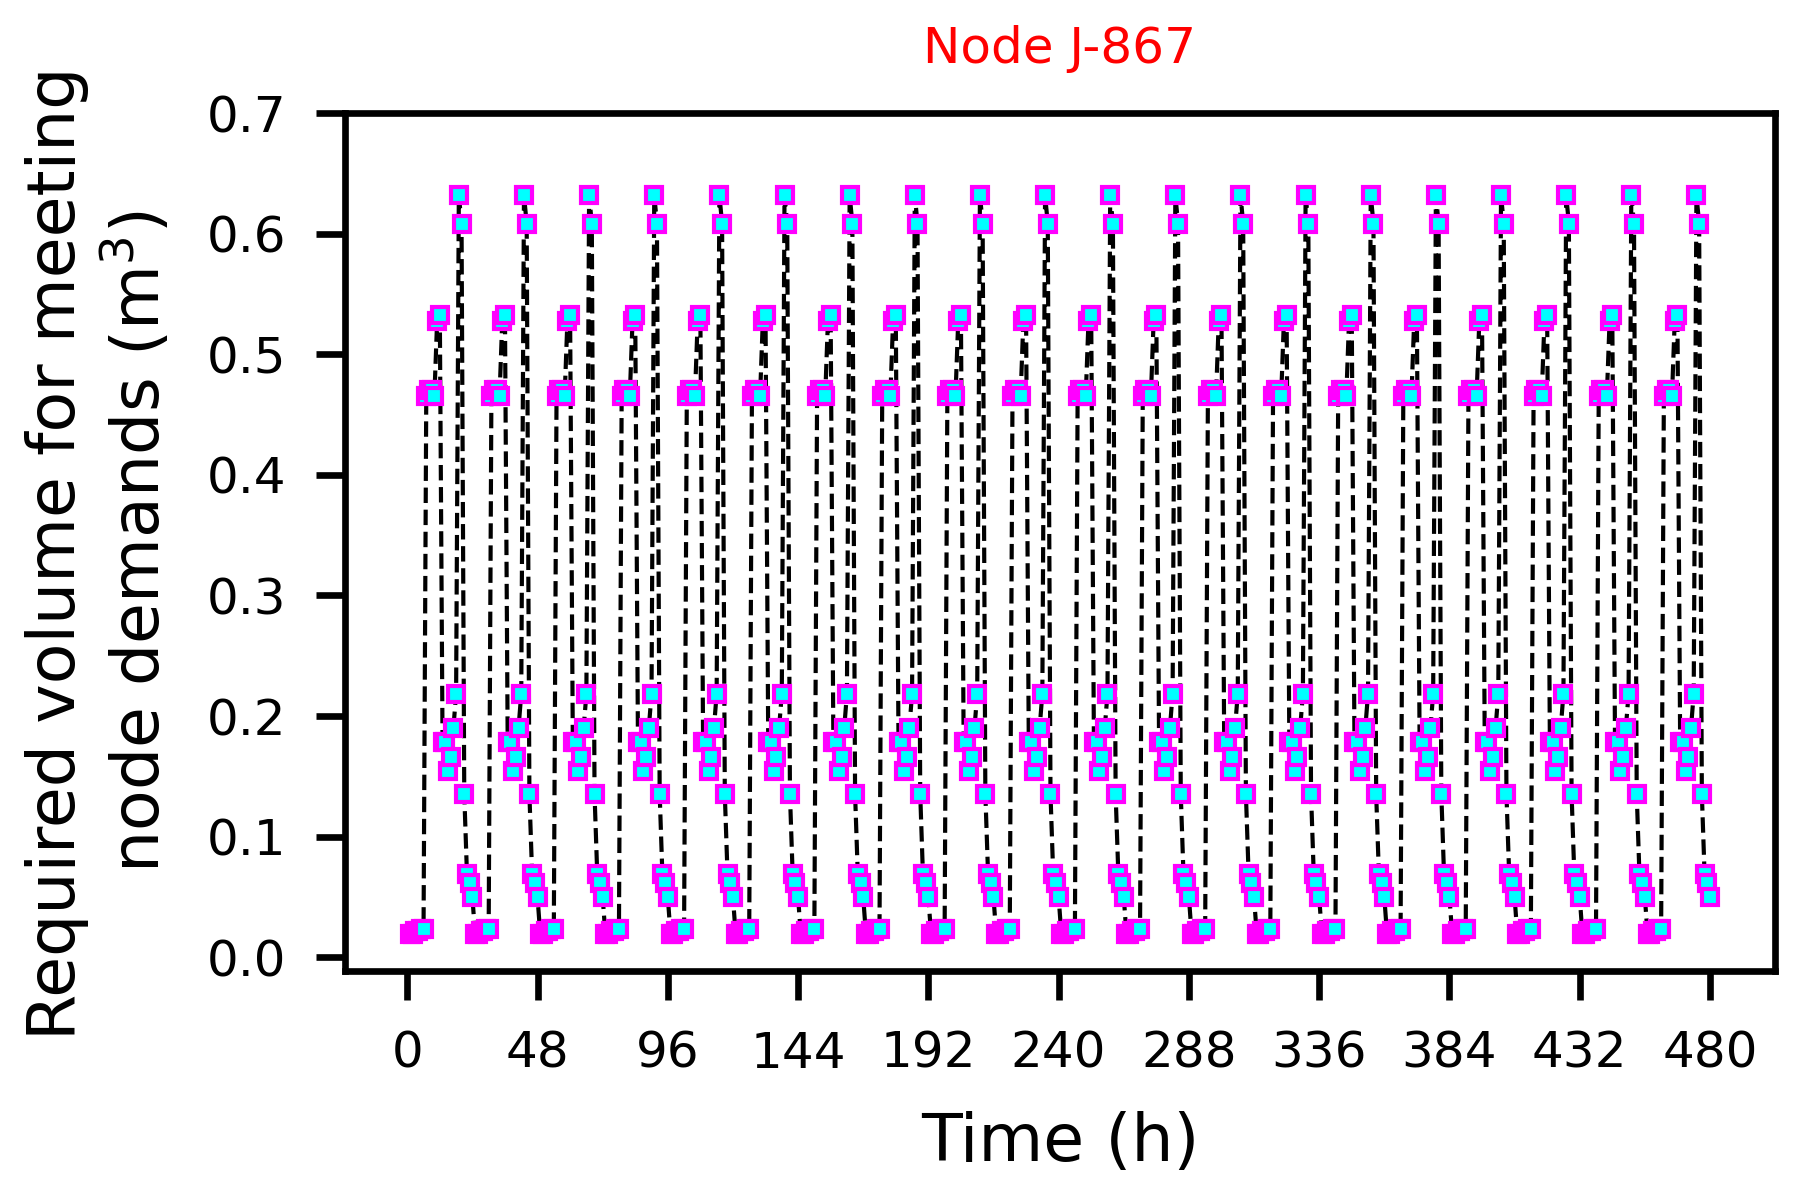 Node J-867
Required volume for meeting
node demands (m³)
0.7
0.6
0.5
0.4
0.3
0.2
0.1
0.0
0 48 96 144 192 240 288 336 384 432 480
Time (h)